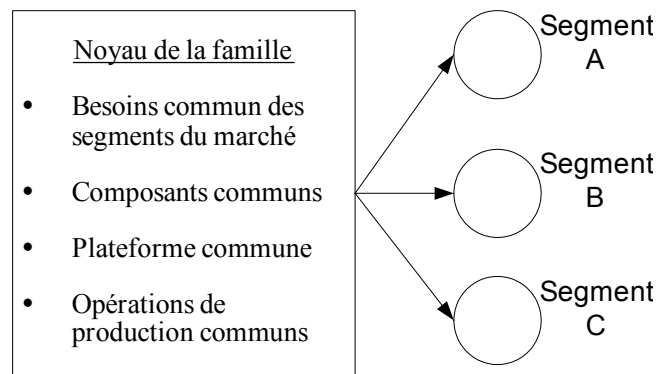 Noyau de la famille
• Besoins commun des
segments du marché
• Composants communs
• Plateforme commune
• Opérations de
production communs
Segment
A
Segment
B
Segment
C